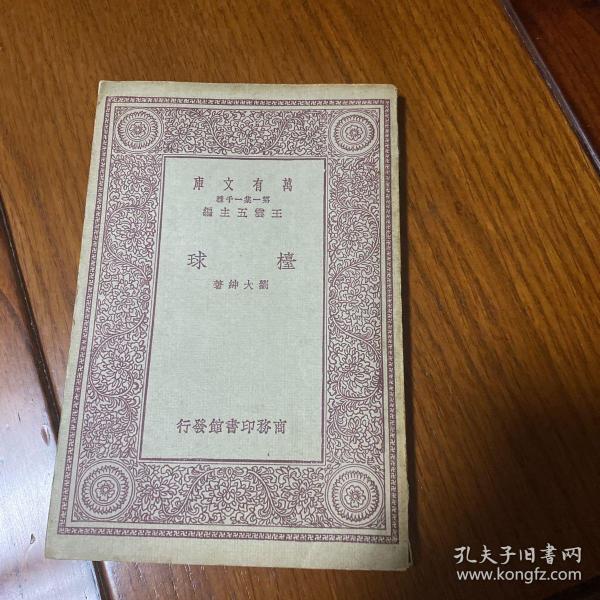 萬有文庫
第一集一千種
王雲五主編
檯球
劉大紳著
商務印書館發行
孔夫子旧书网
www.kongfz.com